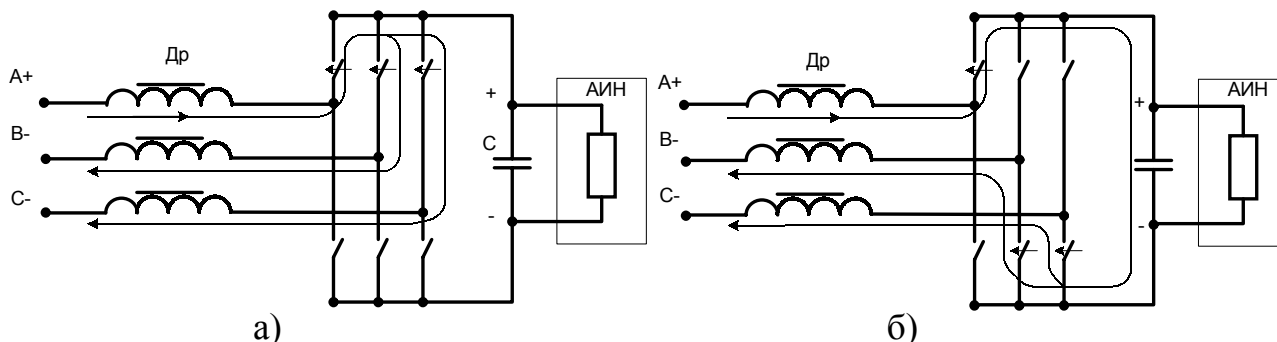 Др
A+
B-
C-
+
C
-
АИН
а)
Др
A+
B-
C-
+
-
АИН
б)